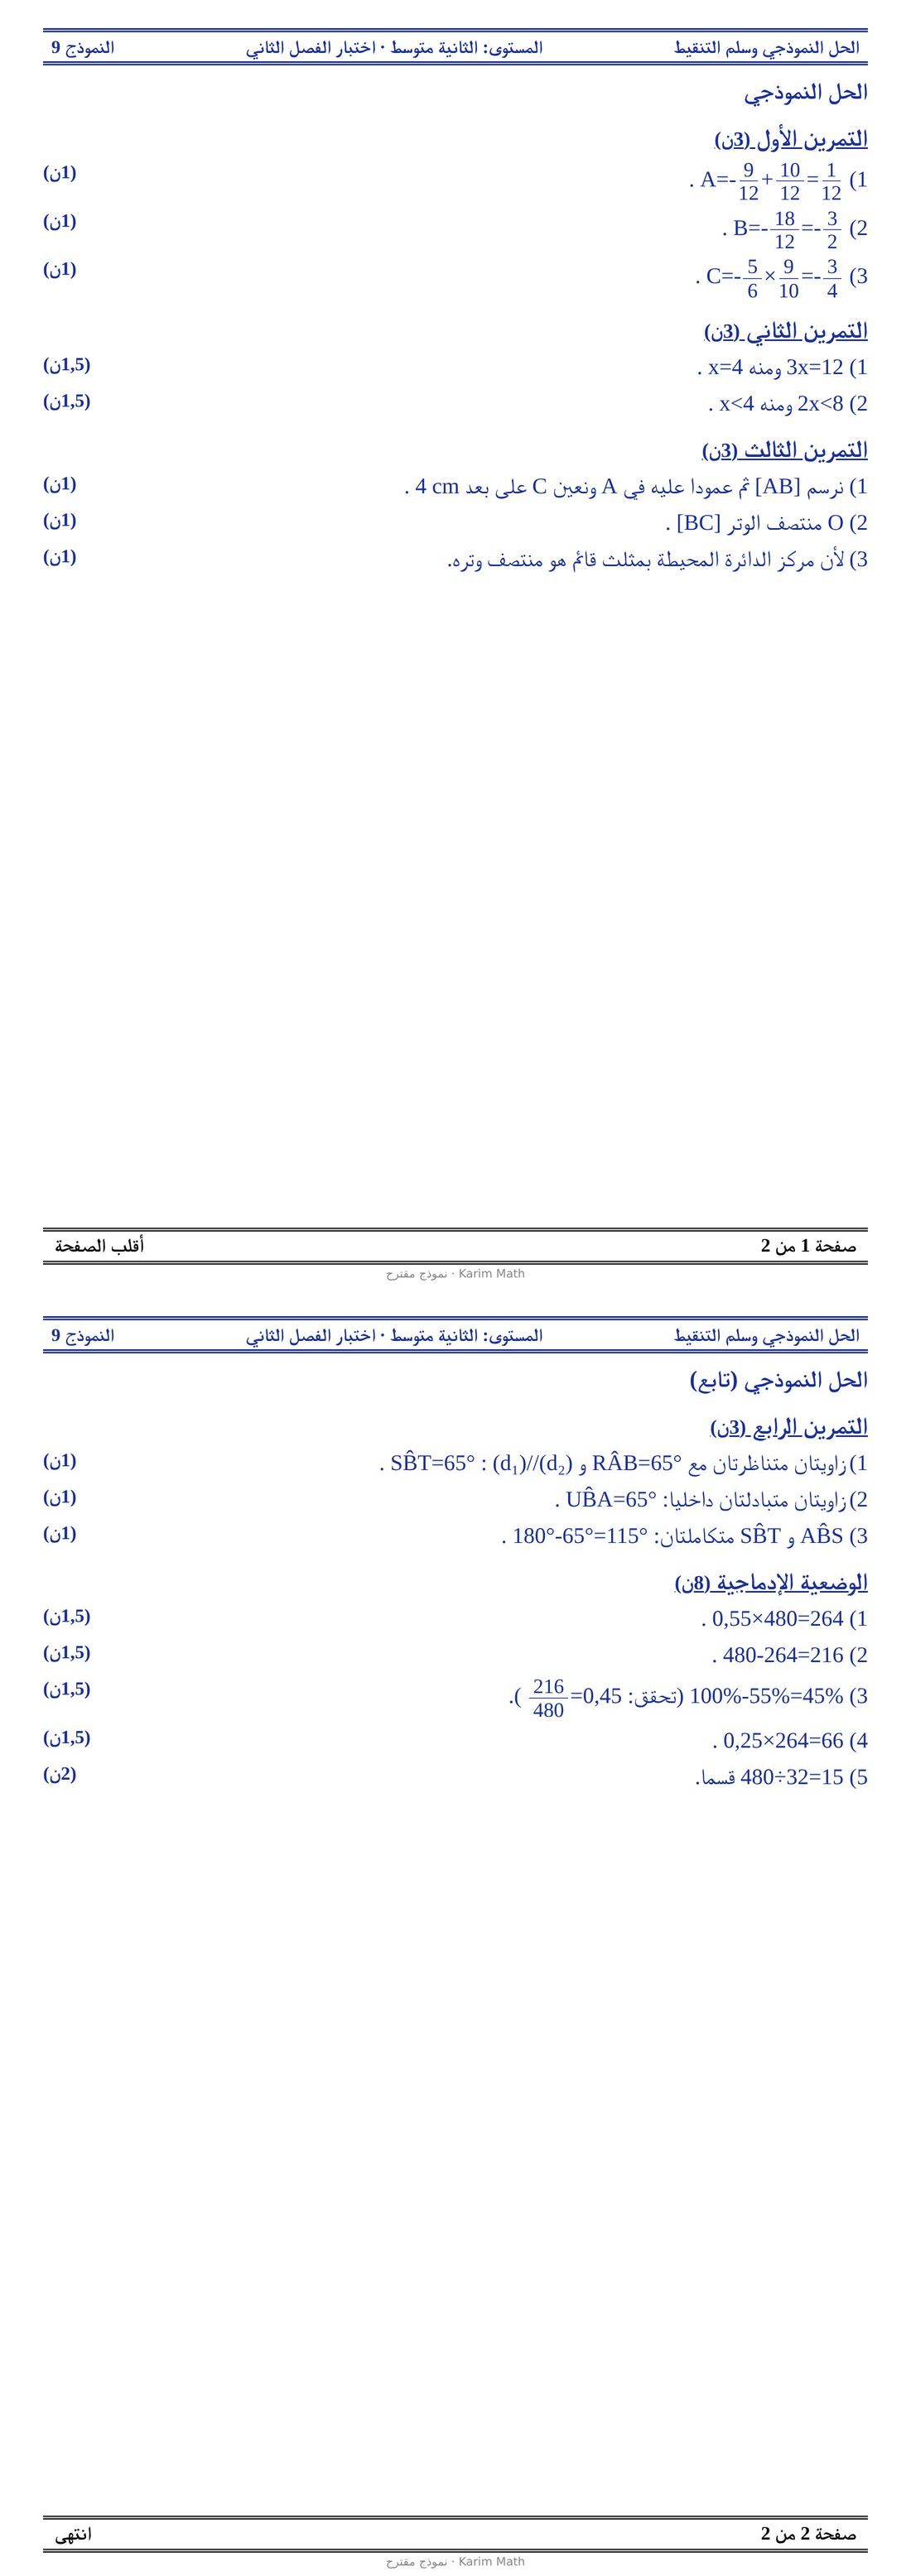 الحل النموذجي وسلم التنقيط المستوى: الثانية متوسط · اختبار الفصل الثاني النموذج 9
الحل النموذجي
التمرين الأول (3ن)
1) A=-9/12+10/12=1/12 . (1ن)
2) B=-18/12=-3/2 . (1ن)
3) C=-5/6×9/10=-3/4 . (1ن)
التمرين الثاني (3ن)
1) 3x=12 ومنه x=4 . (1,5ن)
2) 2x<8 ومنه x<4 . (1,5ن)
التمرين الثالث (3ن)
1) نرسم [AB] ثم عمودا عليه في A ونعين C على بعد 4 cm . (1ن)
2) O منتصف الوتر [BC] . (1ن)
3) لأن مركز الدائرة المحيطة بمثلث قائم هو منتصف وتره. (1ن)
صفحة 1 من 2 أقلب الصفحة
Karim Math · نموذج مقترح
الحل النموذجي وسلم التنقيط المستوى: الثانية متوسط · اختبار الفصل الثاني النموذج 9
الحل النموذجي (تابع)
التمرين الرابع (3ن)
1) زاويتان متناظرتان مع RÂB=65° و (d₁)//(d₂) : SB̂T=65° . (1ن)
2) زاويتان متبادلتان داخليا: UB̂A=65° . (1ن)
3) AB̂S و SB̂T متكاملتان: 180°-65°=115° . (1ن)
الوضعية الإدماجية (8ن)
1) 0,55×480=264 . (1,5ن)
2) 480-264=216 . (1,5ن)
3) 100%-55%=45% (تحقق: 216/480=0,45 ). (1,5ن)
4) 0,25×264=66 . (1,5ن)
5) 480÷32=15 قسما. (2ن)
صفحة 2 من 2 انتهى
Karim Math · نموذج مقترح